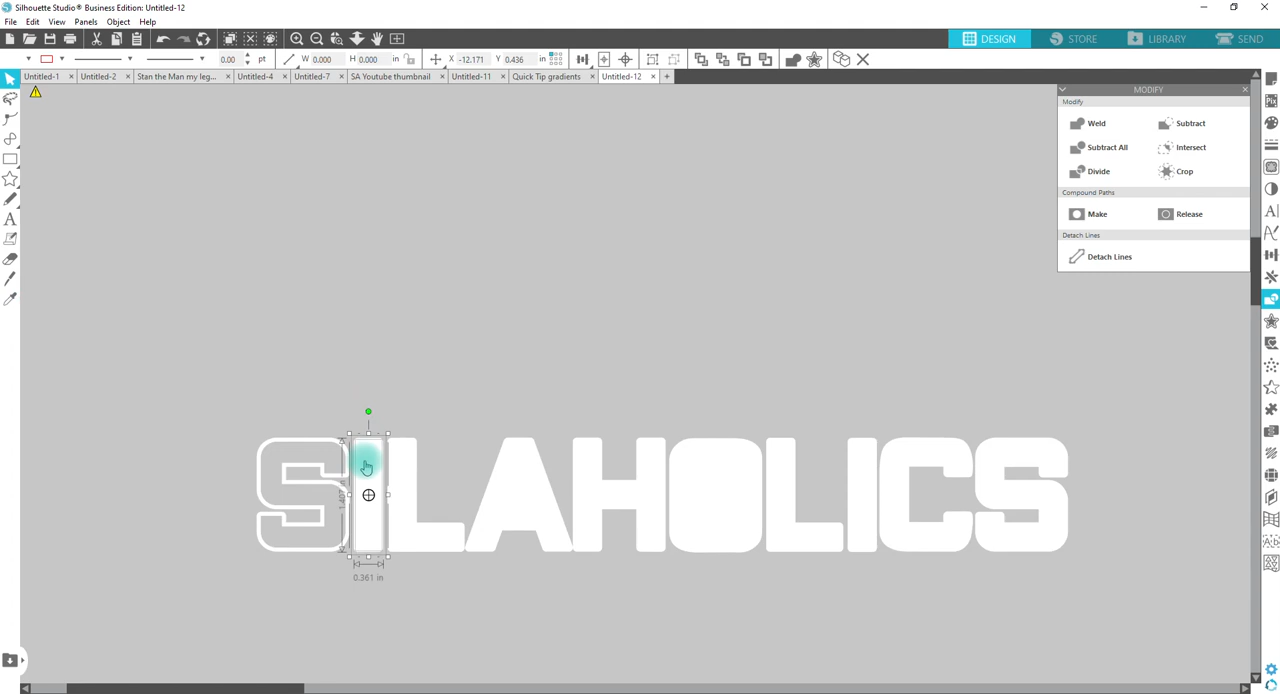 Silhouette Studio® Business Edition: Untitled-12
File Edit View Panels Object Help
DESIGN STORE LIBRARY SEND
0.00 pt W 0.000 H 0.000 in X -12.171 Y 0.436 in
Untitled-1 × Untitled-2 × Stan the Man my leg... × Untitled-4 × Untitled-7 × SA Youtube thumbnail × Untitled-11 × Quick Tip gradients × Untitled-12 × +
MODIFY
Modify
Weld Subtract
Subtract All Intersect
Divide Crop
Compound Paths
Make Release
Detach Lines
Detach Lines
SILAHOLICS
0.361 in